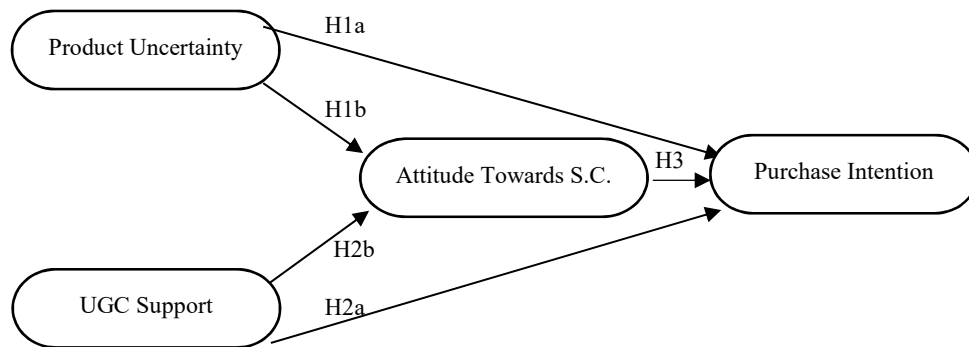 H1a
Product Uncertainty
H1b
H3
Attitude Towards S.C.
Purchase Intention
H2b
UGC Support
H2a